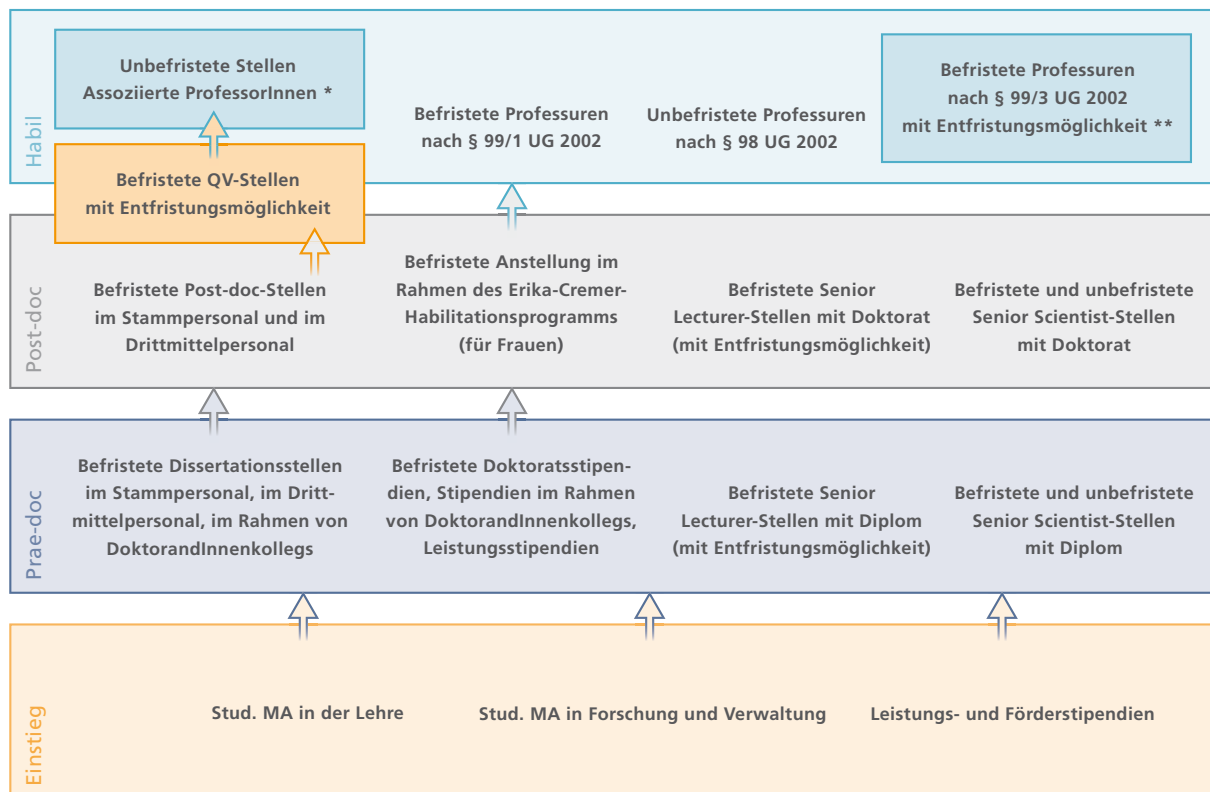 Habil
Unbefristete Stellen
Assoziierte ProfessorInnen *
Befristete QV-Stellen
mit Entfristungsmöglichkeit
Befristete Professuren
nach § 99/1 UG 2002
Unbefristete Professuren
nach § 98 UG 2002
Befristete Professuren
nach § 99/3 UG 2002
mit Entfristungsmöglichkeit **
Post-doc
Befristete Post-doc-Stellen
im Stammpersonal und im
Drittmittelpersonal
Befristete Anstellung im
Rahmen des Erika-Cremer-
Habilitationsprogramms
(für Frauen)
Befristete Senior
Lecturer-Stellen mit Doktorat
(mit Entfristungsmöglichkeit)
Befristete und unbefristete
Senior Scientist-Stellen
mit Doktorat
Prae-doc
Befristete Dissertationsstellen
im Stammpersonal, im Dritt-
mittelpersonal, im Rahmen von
DoktorandInnenkollegs
Befristete Doktoratsstipen-
dien, Stipendien im Rahmen
von DoktorandInnenkollegs,
Leistungsstipendien
Befristete Senior
Lecturer-Stellen mit Diplom
(mit Entfristungsmöglichkeit)
Befristete und unbefristete
Senior Scientist-Stellen
mit Diplom
Einstieg
Stud. MA in der Lehre
Stud. MA in Forschung und Verwaltung
Leistungs- und Förderstipendien